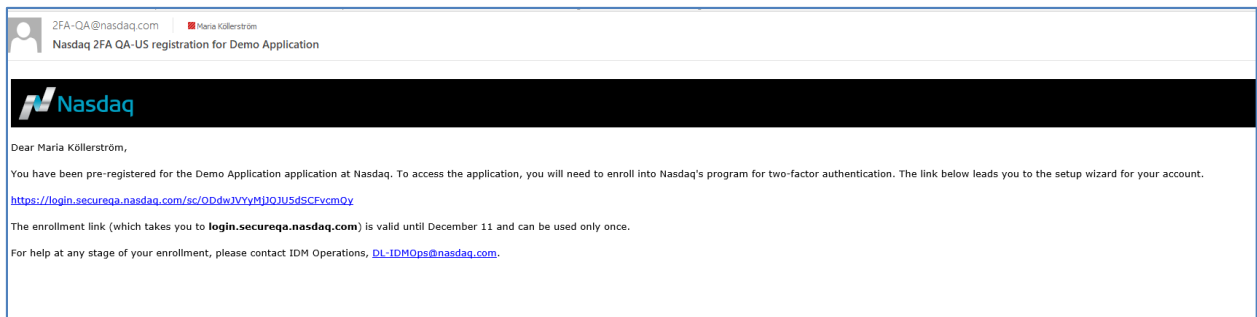 2FA-QA@nasdaq.com Maria Köllerström
Nasdaq 2FA QA-US registration for Demo Application
Nasdaq
Dear Maria Köllerström,
You have been pre-registered for the Demo Application application at Nasdaq. To access the application, you will need to enroll into Nasdaq's program for two-factor authentication. The link below leads you to the setup wizard for your account.
https://login.secureqa.nasdaq.com/sc/ODdwJVYyMjJQJU5dSCFvcmQy
The enrollment link (which takes you to login.secureqa.nasdaq.com) is valid until December 11 and can be used only once.
For help at any stage of your enrollment, please contact IDM Operations, DL-IDMOps@nasdaq.com.